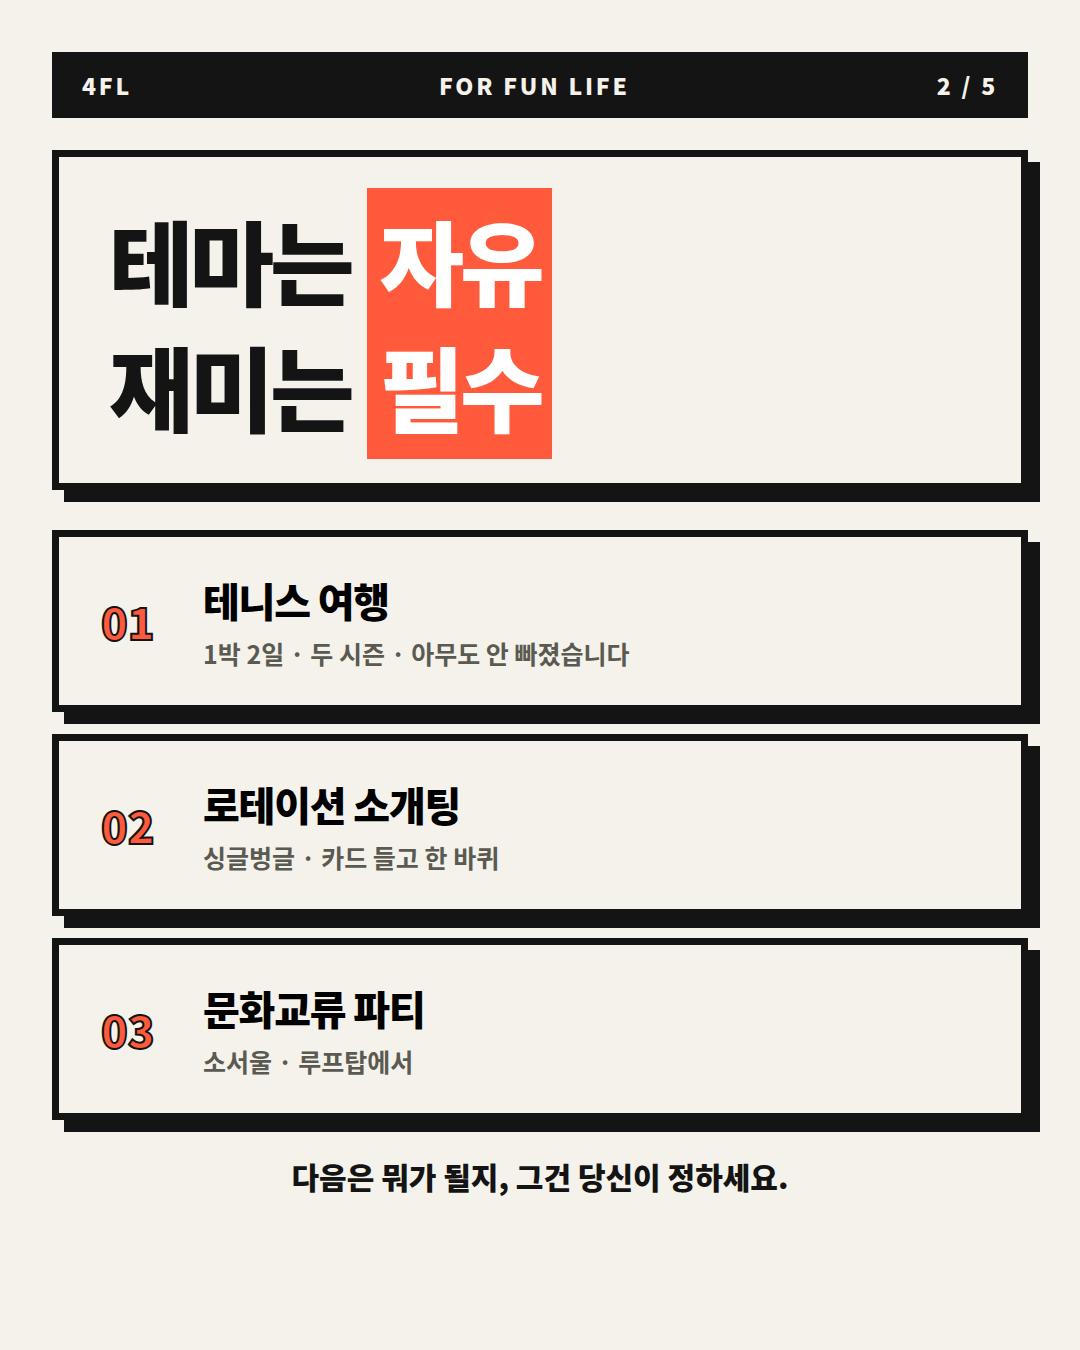 4FL
FOR FUN LIFE
2 / 5
테마는 자유
재미는 필수
01
테니스 여행
1박 2일 · 두 시즌 · 아무도 안 빠졌습니다
02
로테이션 소개팅
싱글벙글 · 카드 들고 한 바퀴
03
문화교류 파티
소서울 · 루프탑에서
다음은 뭐가 될지, 그건 당신이 정하세요.